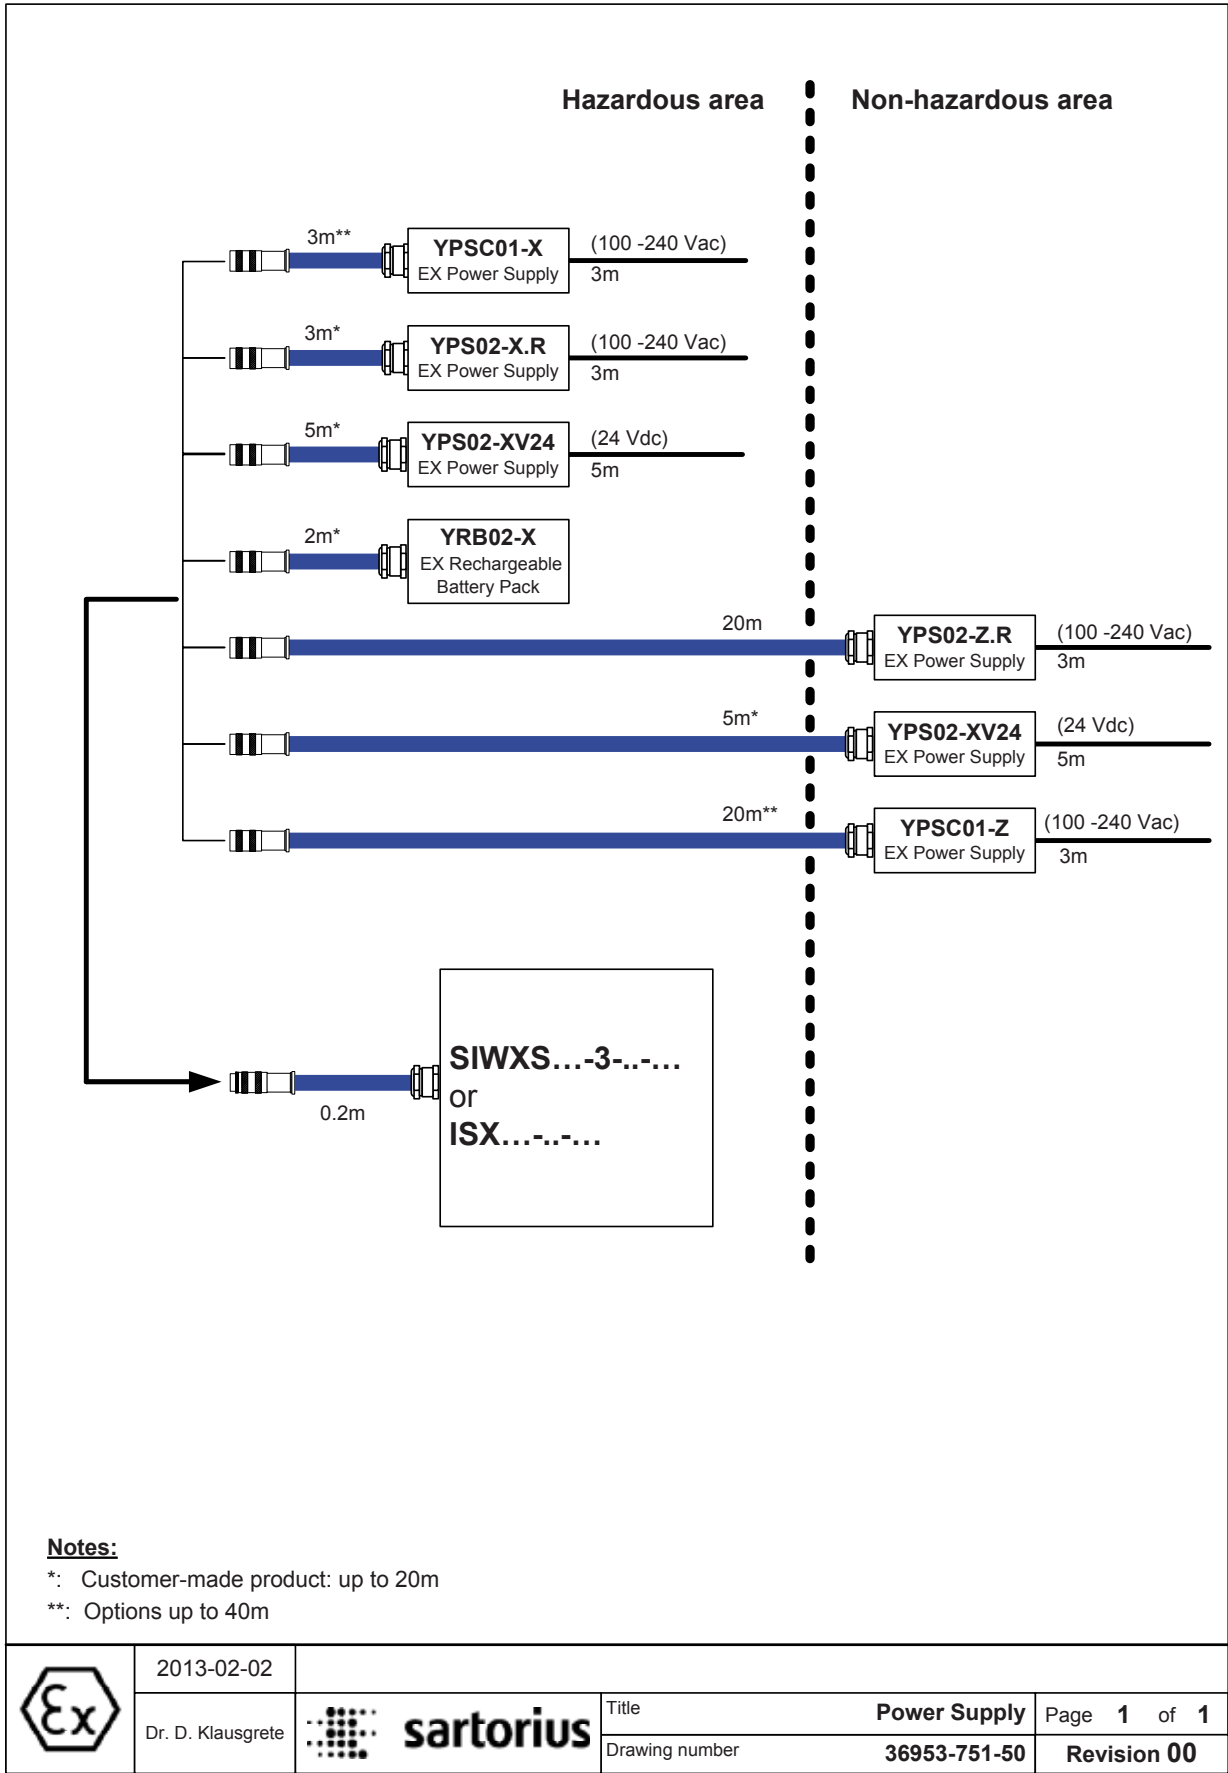 Hazardous area
Non-hazardous area
3m**
YPSC01-X
EX Power Supply
(100 -240 Vac)
3m
3m*
YPS02-X.R
EX Power Supply
(100 -240 Vac)
3m
5m*
YPS02-XV24
EX Power Supply
(24 Vdc)
5m
2m*
YRB02-X
EX Rechargeable
Battery Pack
20m
YPS02-Z.R
EX Power Supply
(100 -240 Vac)
3m
5m*
YPS02-XV24
EX Power Supply
(24 Vdc)
5m
20m**
YPSC01-Z
EX Power Supply
(100 -240 Vac)
3m
0.2m
SIWXS...-3-..-...
or
ISX...-..-...
Notes:
*: Customer-made product: up to 20m
**: Options up to 40m
Ex
2013-02-02
Dr. D. Klausgrete
sartorius
Title
Power Supply
Page 1 of 1
Drawing number
36953-751-50
Revision 00